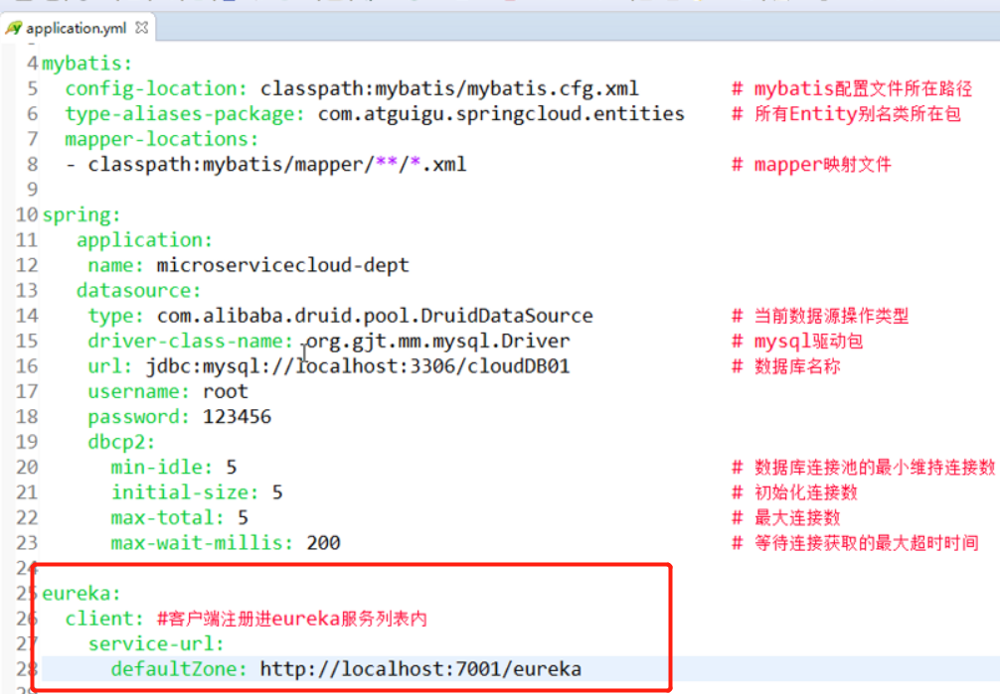 application.yml
4 mybatis:
5 config-location: classpath:mybatis/mybatis.cfg.xml # mybatis配置文件所在路径
6 type-aliases-package: com.atguigu.springcloud.entities # 所有Entity别名类所在包
7 mapper-locations:
8 - classpath:mybatis/mapper/**/*.xml # mapper映射文件
9
10 spring:
11 application:
12 name: microservicecloud-dept
13 datasource:
14 type: com.alibaba.druid.pool.DruidDataSource # 当前数据源操作类型
15 driver-class-name: org.gjt.mm.mysql.Driver # mysql驱动包
16 url: jdbc:mysql://localhost:3306/cloudDB01 # 数据库名称
17 username: root
18 password: 123456
19 dbcp2:
20 min-idle: 5 # 数据库连接池的最小维持连接数
21 initial-size: 5 # 初始化连接数
22 max-total: 5 # 最大连接数
23 max-wait-millis: 200 # 等待连接获取的最大超时时间
24
25 eureka:
26 client: #客户端注册进eureka服务列表内
27 service-url:
28 defaultZone: http://localhost:7001/eureka